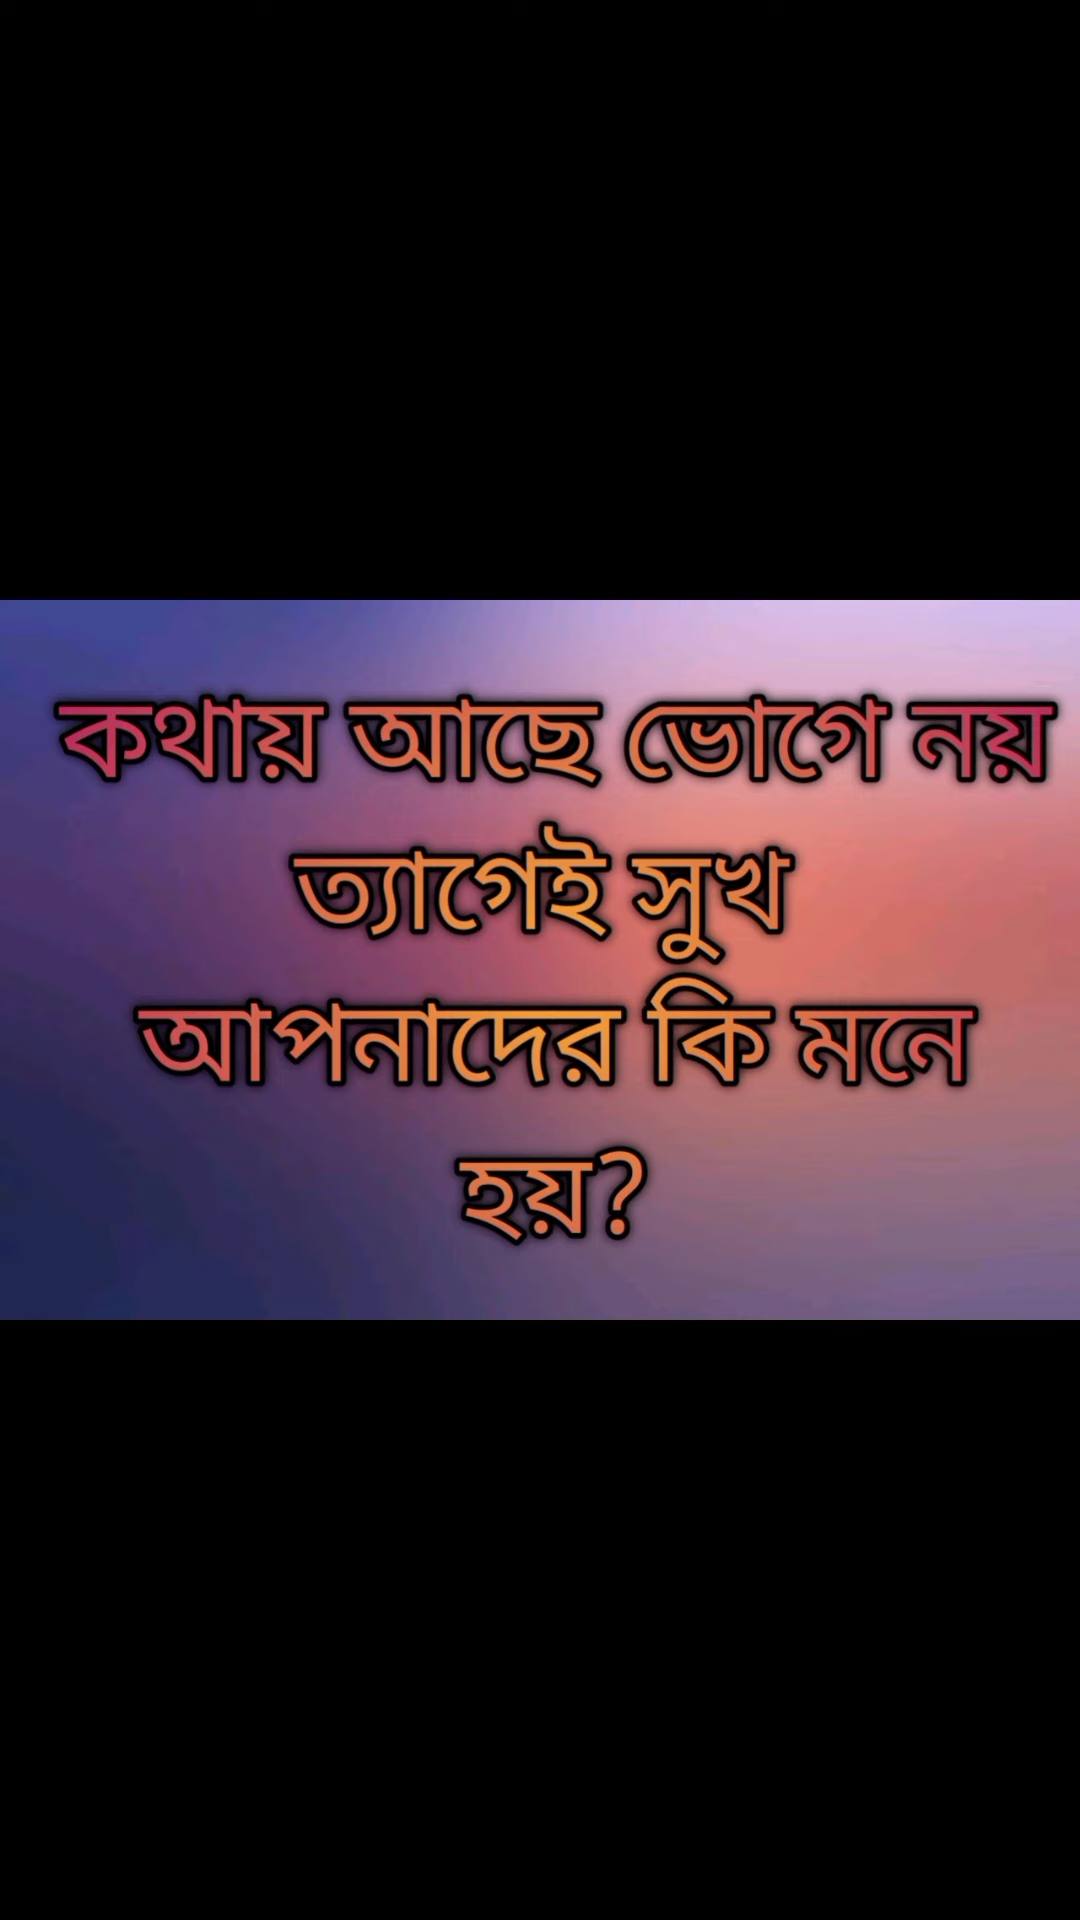 কথায় আছে ভোগে নয়
ত্যাগেই সুখ
আপনাদের কি মনে
হয়?